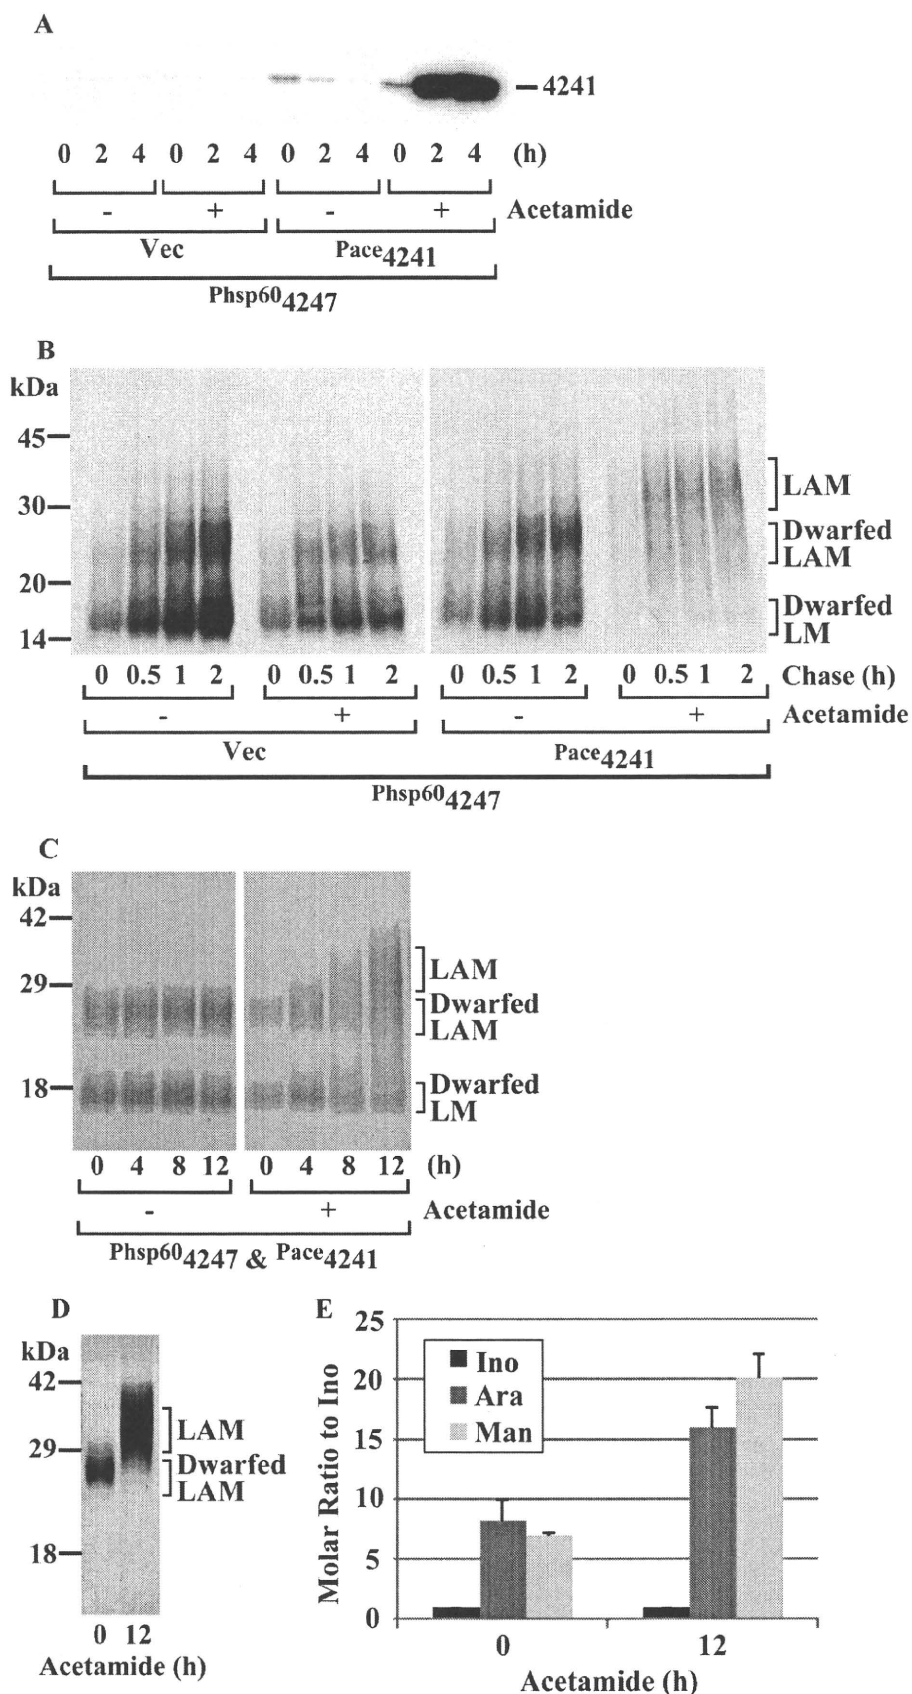 A
4241
0 2 4 0 2 4 0 2 4 0 2 4 (h)
- + - + Acetamide
Vec Pace4241
Phsp604247
B
kDa
45
30
20
14
LAM
Dwarfed
LAM
Dwarfed
LM
0 0.5 1 2 0 0.5 1 2 0 0.5 1 2 0 0.5 1 2 Chase (h)
- + - + Acetamide
Vec Pace4241
Phsp604247
C
kDa
42
29
18
LAM
Dwarfed
LAM
Dwarfed
LM
0 4 8 12 0 4 8 12 (h)
- + Acetamide
Phsp604247 & Pace4241
D
kDa
42
29
18
LAM
Dwarfed
LAM
0 12
Acetamide (h)
E
Molar Ratio to Ino
25
20
15
10
5
0
Ino
Ara
Man
0 12
Acetamide (h)